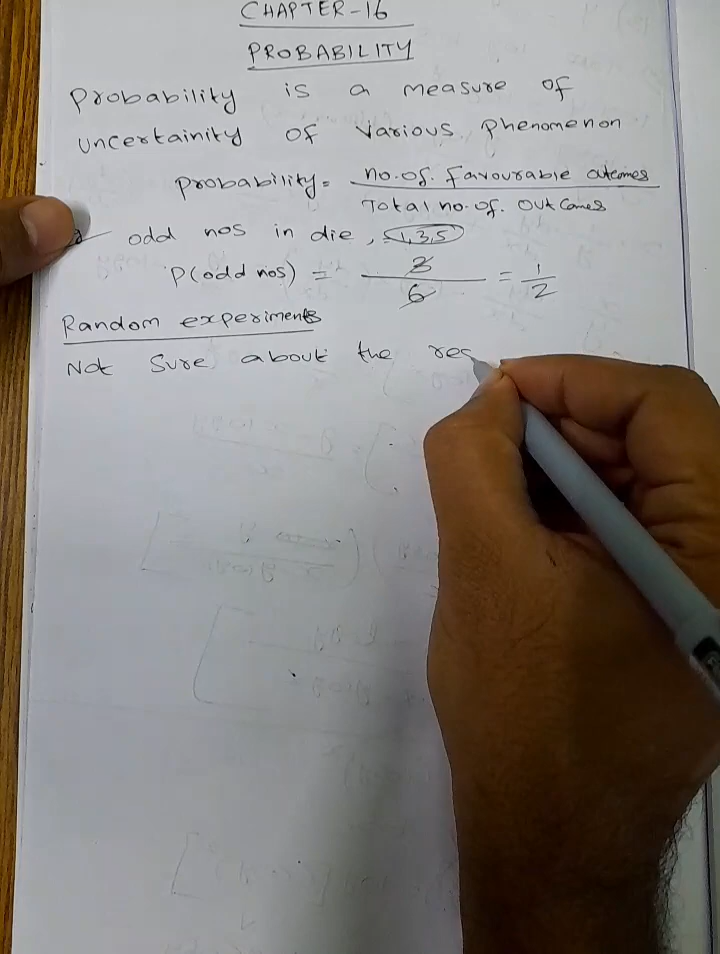 CHAPTER-16
PROBABILITY
Probability is a measure of
uncertainity of various phenomenon
Probability = no.of. favourable outcomes
Total no.of. outcomes
odd nos in die, 1,3,5
P(odd nos) = 3/6 = 1/2
Random experiments
Not sure about the res